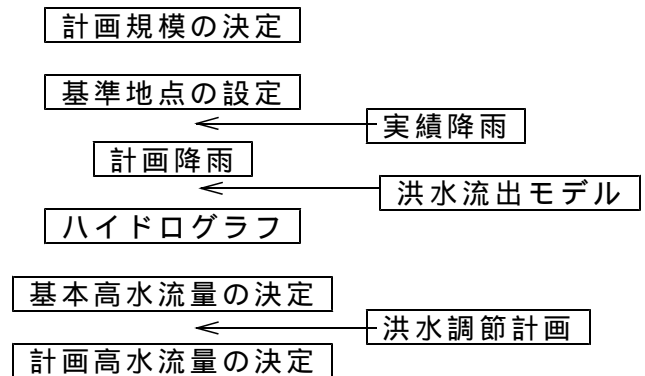 計画規模の決定
基準地点の設定
実績降雨
計画降雨
洪水流出モデル
ハイドログラフ
基本高水流量の決定
洪水調節計画
計画高水流量の決定